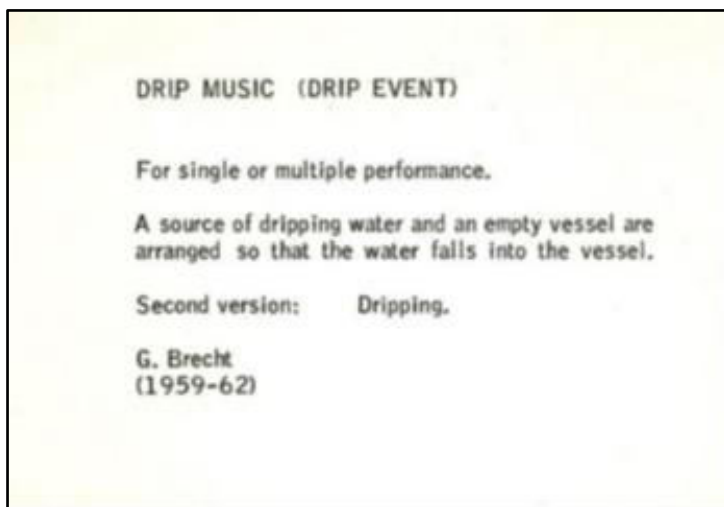 DRIP MUSIC (DRIP EVENT)
For single or multiple performance.
A source of dripping water and an empty vessel are
arranged so that the water falls into the vessel.
Second version: Dripping.
G. Brecht
(1959-62)